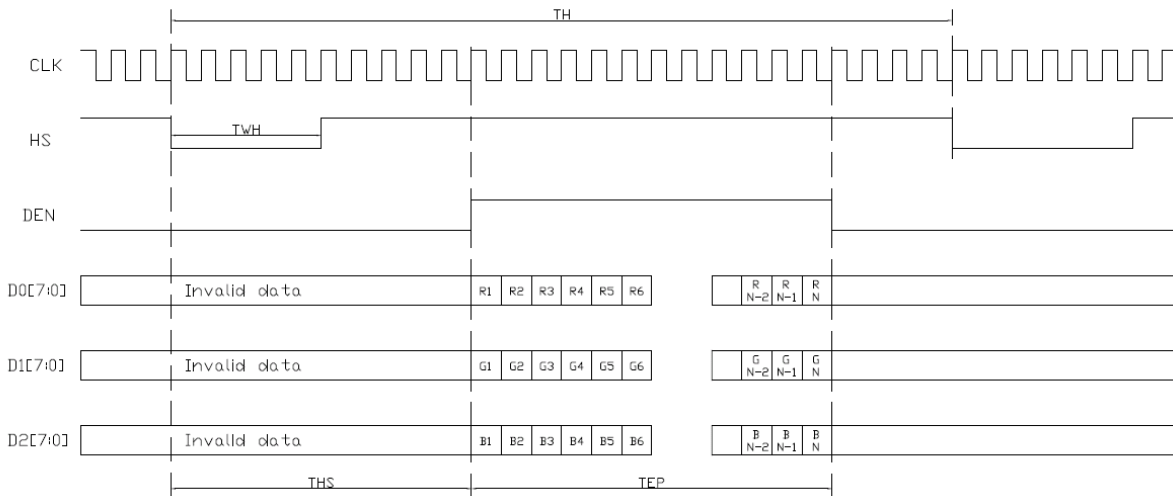 TH
CLK
HS
TWH
DEN
D0[7:0] Invalid data R1 R2 R3 R4 R5 R6 R N-2 R N-1 R N
D1[7:0] Invalid data G1 G2 G3 G4 G5 G6 G N-2 G N-1 G N
D2[7:0] Invalid data B1 B2 B3 B4 B5 B6 B N-2 B N-1 B N
THS TEP